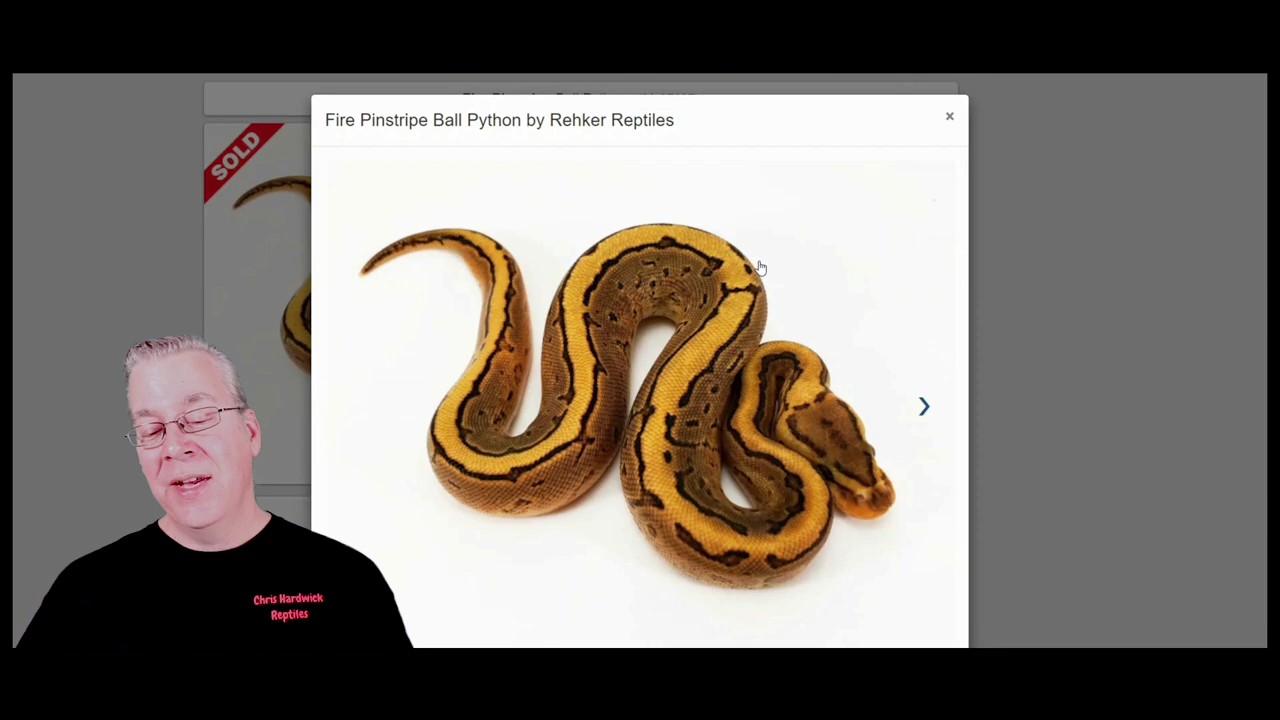 Fire Pinstripe Ball Python by Rehker Reptiles
×
SOLD
Chris Hardwick
Reptiles